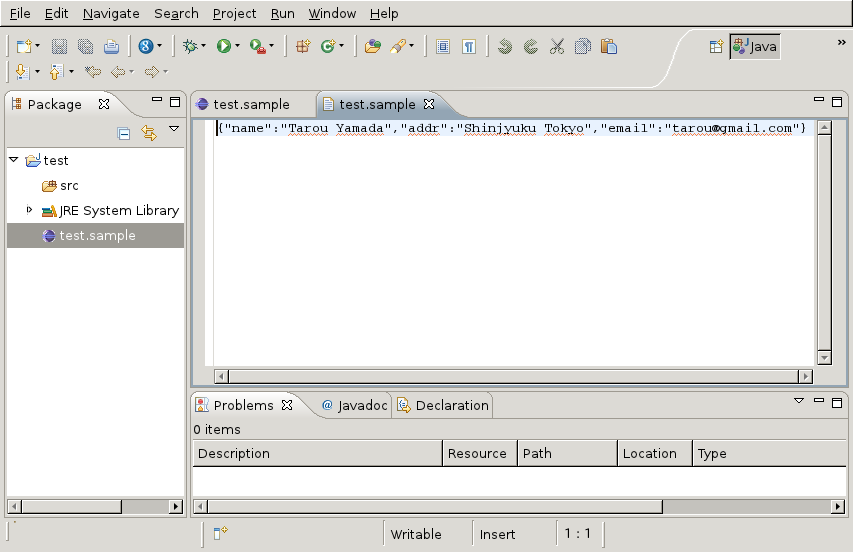 File Edit Navigate Search Project Run Window Help
Java »
Package
test.sample test.sample
{"name":"Tarou Yamada","addr":"Shinjyuku Tokyo","email":"tarou@gmail.com"}
test
src
JRE System Library
test.sample
Problems @ Javadoc Declaration
0 items
Description Resource Path Location Type
Writable Insert 1 : 1